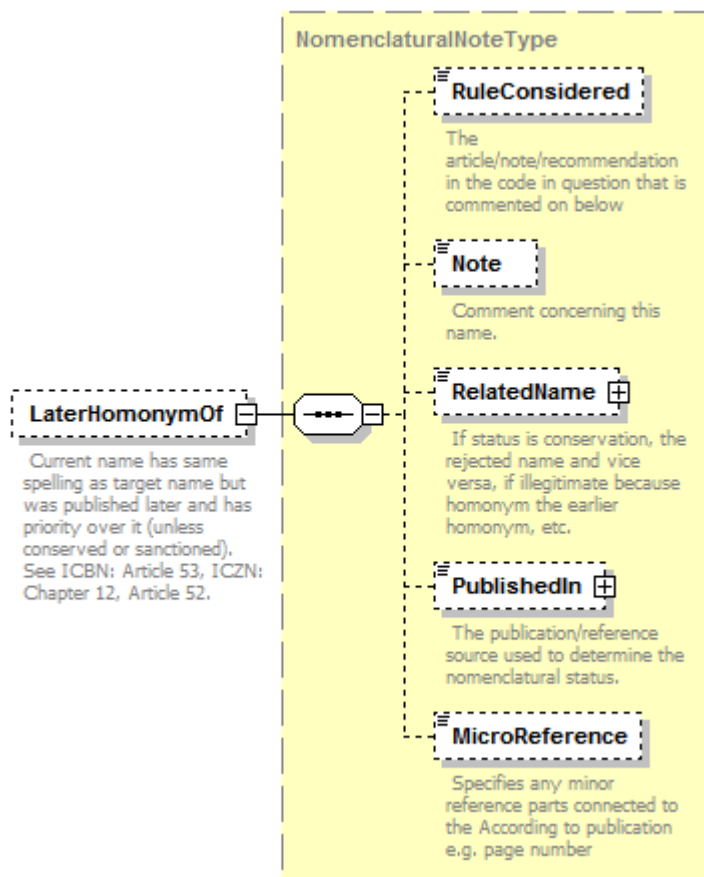 NomenclaturalNoteType
RuleConsidered
The
article/note/recommendation
in the code in question that is
commented on below
Note
Comment concerning this
name.
LaterHomonymOf
Current name has same
spelling as target name but
was published later and has
priority over it (unless
conserved or sanctioned).
See ICBN: Article 53, ICZN:
Chapter 12, Article 52.
RelatedName
If status is conservation, the
rejected name and vice
versa, if illegitimate because
homonym the earlier
homonym, etc.
PublishedIn
The publication/reference
source used to determine the
nomenclatural status.
MicroReference
Specifies any minor
reference parts connected to
the According to publication
e.g. page number